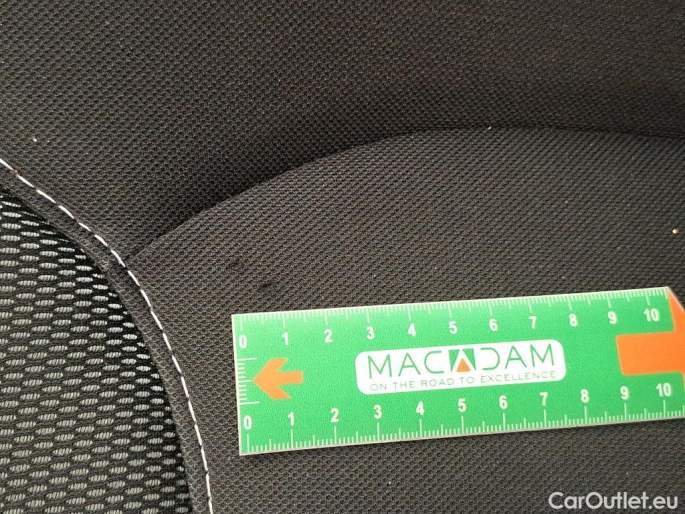 0 1 2 3 4 5 6 7 8 9 10
MACADAM
ON THE ROAD TO EXCELLENCE
0 1 2 3 4 5 6 7 8 9 10
CarOutlet.eu